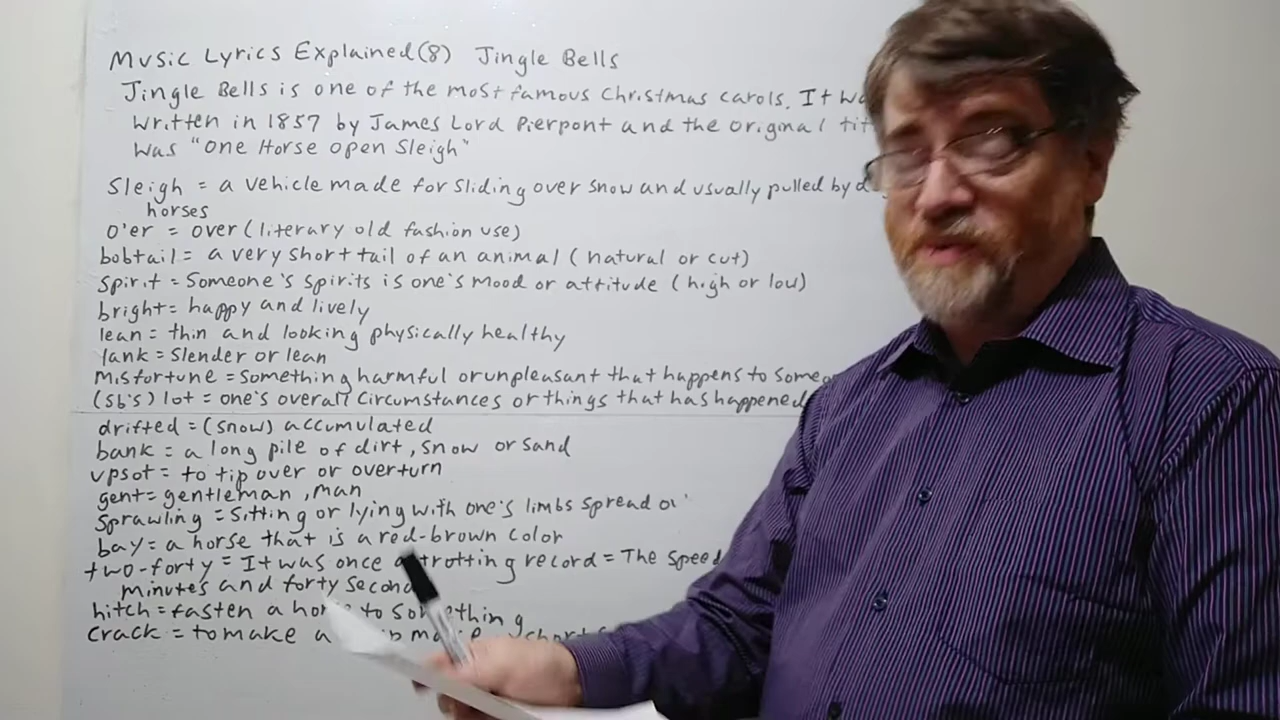 Music Lyrics Explained (8) Jingle Bells
Jingle Bells is one of the most famous Christmas carols. It wa
written in 1857 by James Lord Pierpont and the original tit
was "One Horse Open Sleigh"
Sleigh = a vehicle made for sliding over snow and usually pulled by
horses
o'er = over (literary old fashion use)
bobtail = a very short tail of an animal (natural or cut)
spirit = Someone's spirits is one's mood or attitude (high or low)
bright = happy and lively
lean = thin and looking physically healthy
lank = Slender or lean
Misfortune = Something harmful or unpleasant that happens to some
(sb's) lot = one's overall circumstances or things that has happened
drifted = (snow) accumulated
bank = a long pile of dirt, snow or sand
upsot = to tip over or overturn
gent = gentleman, man
Sprawling = Sitting or lying with one's limbs spread
bay = a horse that is a red-brown color
two-forty = It was once a trotting record = The speed
minutes and forty second
hitch = fasten a to something
crack = to make a